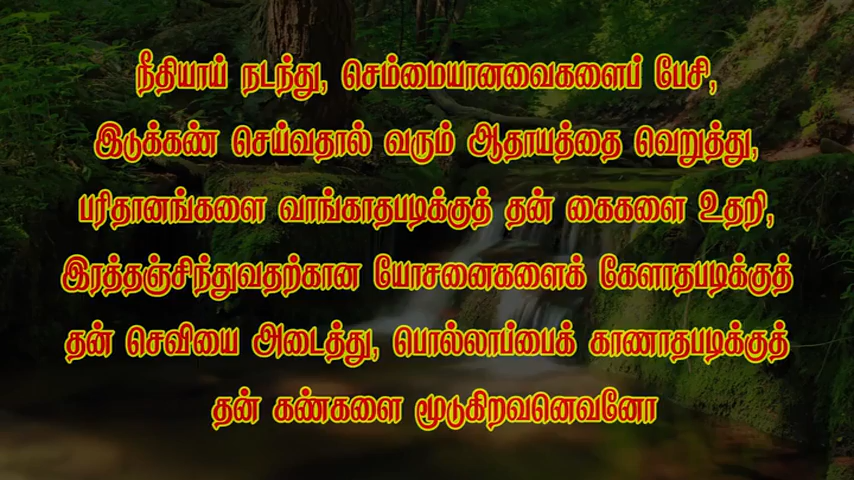 நீதியாய் நடந்து, செம்மையானவைகளைப் பேசி,
இடுக்கண் செய்வதால் வரும் ஆதாயத்தை வெறுத்து,
பரிதானங்களை வாங்காதபடிக்குத் தன் கைகளை உதறி,
இரத்தஞ்சிந்துவதற்கான யோசனைகளைக் கேளாதபடிக்குத்
தன் செவியை அடைத்து, பொல்லாப்பைக் காணாதபடிக்குத்
தன் கண்களை மூடுகிறவனெவனோ